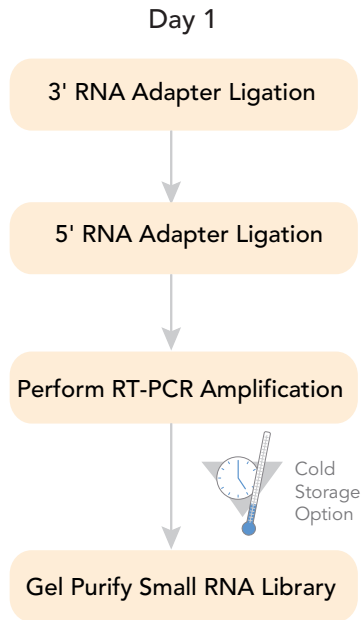 Day 1
3' RNA Adapter Ligation
5' RNA Adapter Ligation
Perform RT-PCR Amplification
Cold
Storage
Option
Gel Purify Small RNA Library